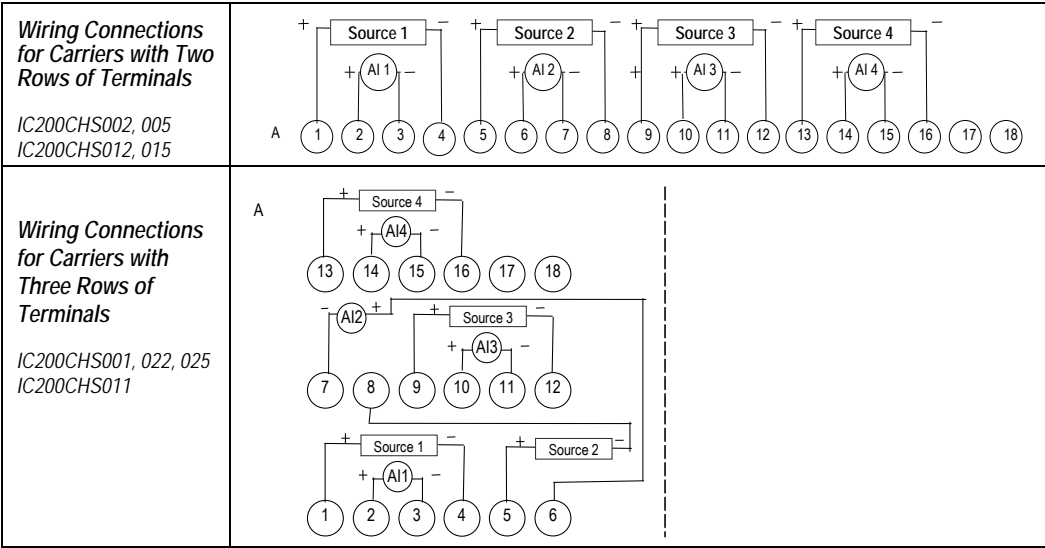 Wiring Connections
for Carriers with Two
Rows of Terminals
IC200CHS002, 005
IC200CHS012, 015
+ Source 1 − + Source 2 − + Source 3 − + Source 4 −
+ AI 1 − + AI 2 − + + AI 3 − + AI 4 −
A 1 2 3 4 5 6 7 8 9 10 11 12 13 14 15 16 17 18
Wiring Connections
for Carriers with
Three Rows of
Terminals
IC200CHS001, 022, 025
IC200CHS011
A
+ Source 4 −
+ AI4 −
13 14 15 16 17 18
− AI2 + + Source 3 −
+ AI3 −
7 8 9 10 11 12
+ Source 1 − + Source 2 −
+ AI1 −
1 2 3 4 5 6